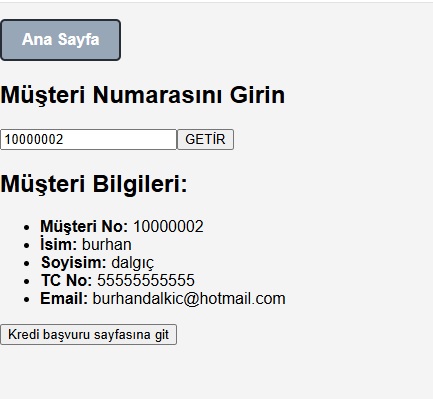 Ana Sayfa
Müşteri Numarasını Girin
10000002 GETİR
Müşteri Bilgileri:
Müşteri No: 10000002
İsim: burhan
Soyisim: dalgıç
TC No: 55555555555
Email: burhandalkic@hotmail.com
Kredi başvuru sayfasına git